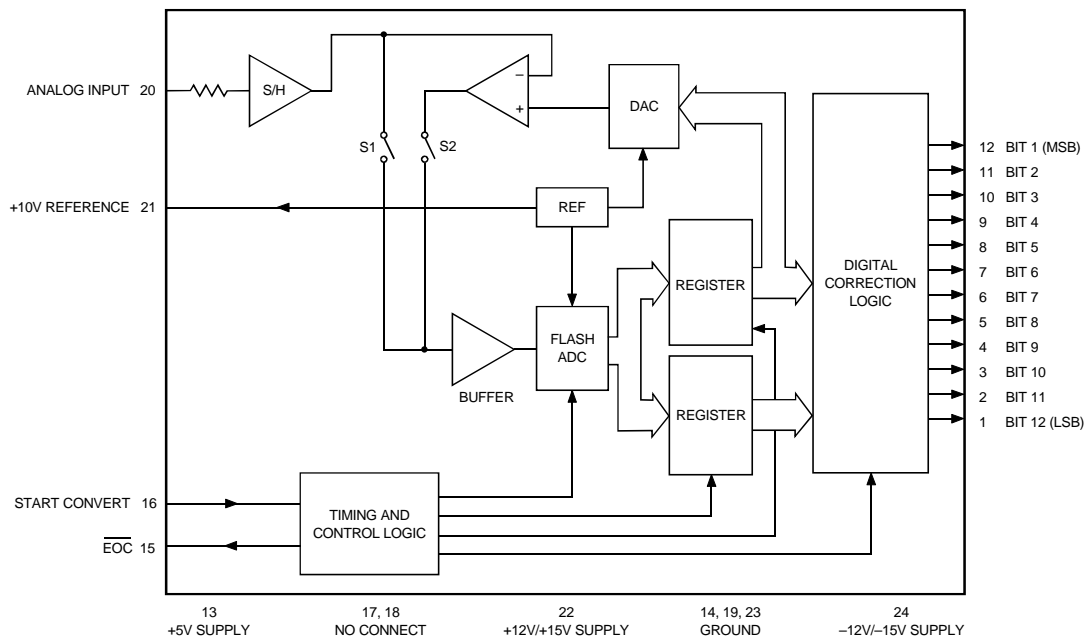 ANALOG INPUT 20
S/H
–
+
DAC
S1
S2
12 BIT 1 (MSB)
11 BIT 2
10 BIT 3
9 BIT 4
8 BIT 5
7 BIT 6
6 BIT 7
5 BIT 8
4 BIT 9
3 BIT 10
2 BIT 11
1 BIT 12 (LSB)
+10V REFERENCE 21
REF
REGISTER
DIGITAL
CORRECTION
LOGIC
FLASH
ADC
BUFFER
REGISTER
START CONVERT 16
TIMING AND
CONTROL LOGIC
EOC 15
13
+5V SUPPLY
17, 18
NO CONNECT
22
+12V/+15V SUPPLY
14, 19, 23
GROUND
24
–12V/–15V SUPPLY